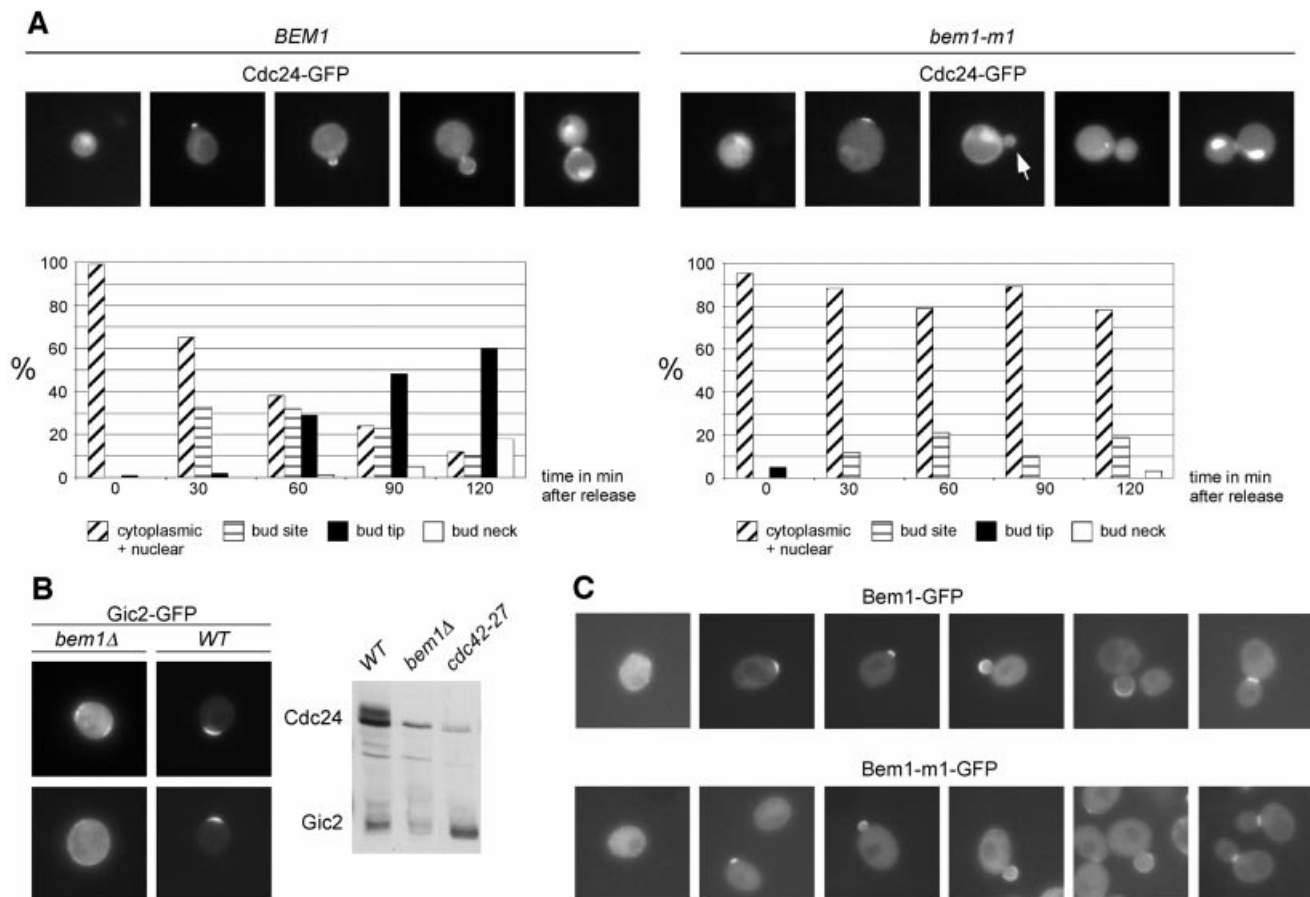 A
BEM1
bem1-m1
Cdc24-GFP
Cdc24-GFP
100
80
60
40
20
0
%
0 30 60 90 120
time in min
after release
cytoplasmic
+ nuclear
bud site
bud tip
bud neck
100
80
60
40
20
0
%
0 30 60 90 120
time in min
after release
cytoplasmic
+ nuclear
bud site
bud tip
bud neck
B
Gic2-GFP
bem1Δ WT
WT bem1Δ cdc42-27
Cdc24
Gic2
C
Bem1-GFP
Bem1-m1-GFP